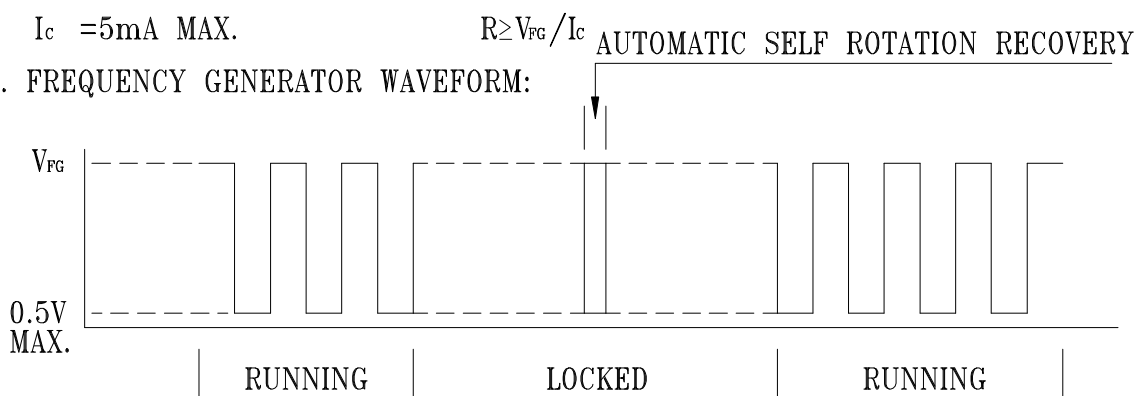 Ic =5mA MAX.
R≥VFG/Ic
AUTOMATIC SELF ROTATION RECOVERY
. FREQUENCY GENERATOR WAVEFORM:
VFG
0.5V
MAX.
RUNNING
LOCKED
RUNNING